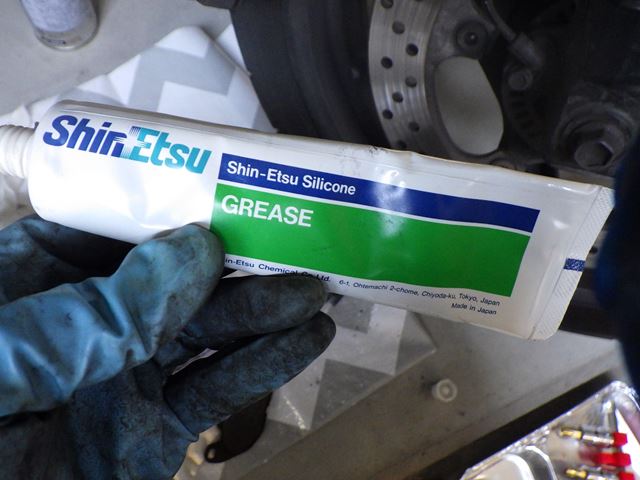 ShinEtsu
Shin-Etsu Silicone
GREASE
in-Etsu Chemical Co., Ltd. 6-1, Ohtemachi 2-chome, Chiyoda-ku, Tokyo, Japan
Made in Japan